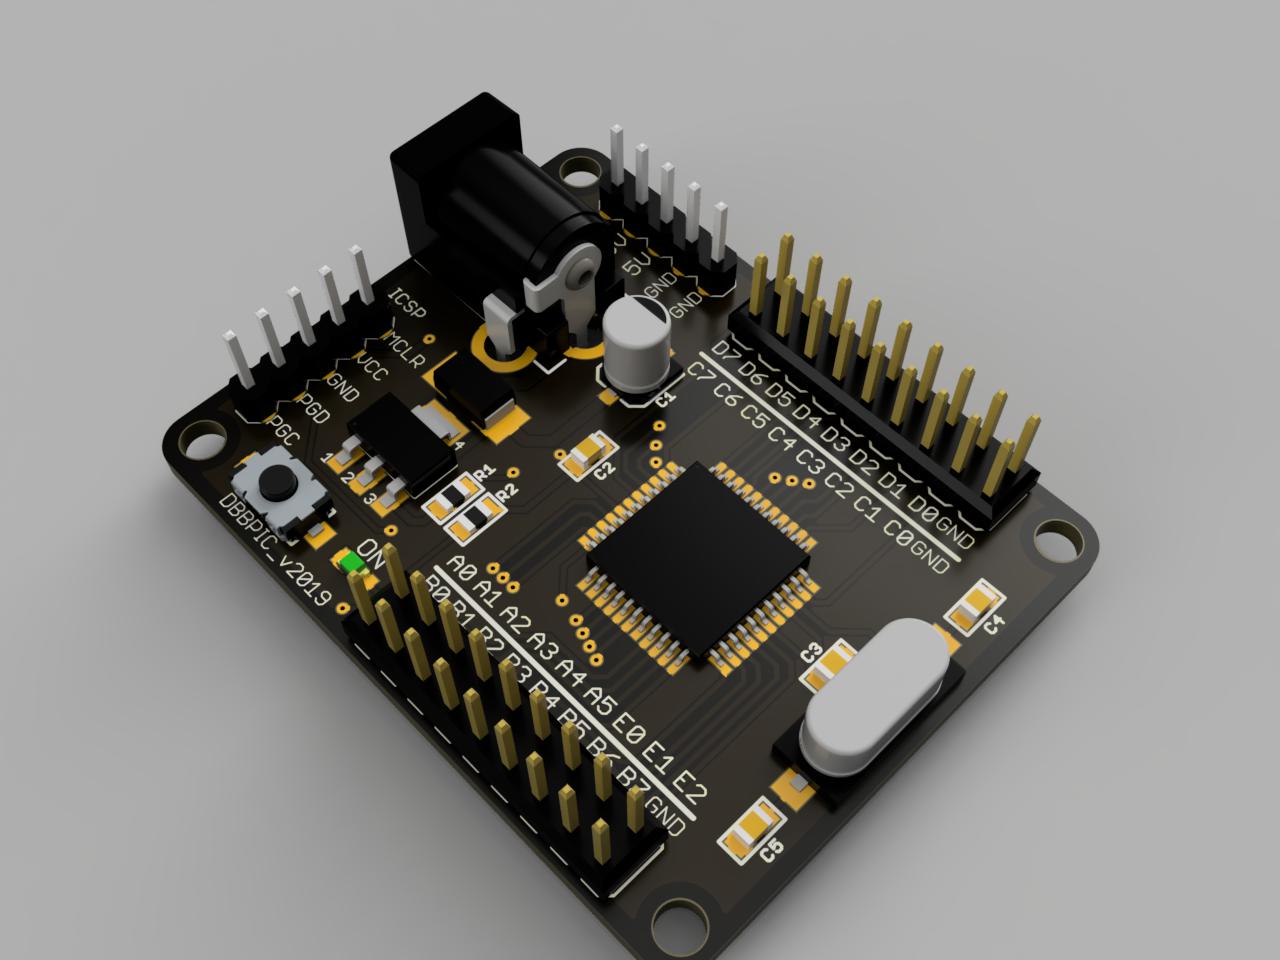 ICSP
MCLR
VCC
GND
PGD
PGC
5V
GND
GND
D7 D6 D5 D4 D3 D2 D1 D0 GND
C7 C6 C5 C4 C3 C2 C1 C0 GND
C1
C2
R1
R2
1
2
3
4
DBBPIC_v2019
ON
A0 A1 A2 A3 A4 A5 E0 E1 E2
B0 B1 B2 B3 B4 B5 B6 B7 GND
C3
C4
C5